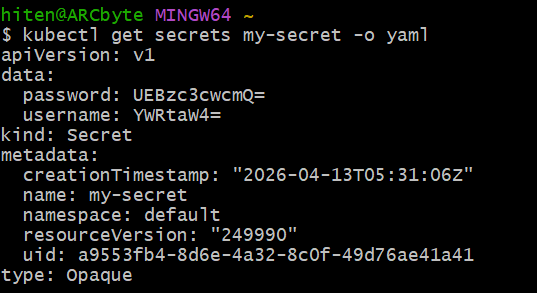 hiten@ARCbyte MINGW64 ~
$ kubectl get secrets my-secret -o yaml
apiVersion: v1
data:
  password: UEBzc3cwcmQ=
  username: YWRtaW4=
kind: Secret
metadata:
  creationTimestamp: "2026-04-13T05:31:06Z"
  name: my-secret
  namespace: default
  resourceVersion: "249990"
  uid: a9553fb4-8d6e-4a32-8c0f-49d76ae41a41
type: Opaque